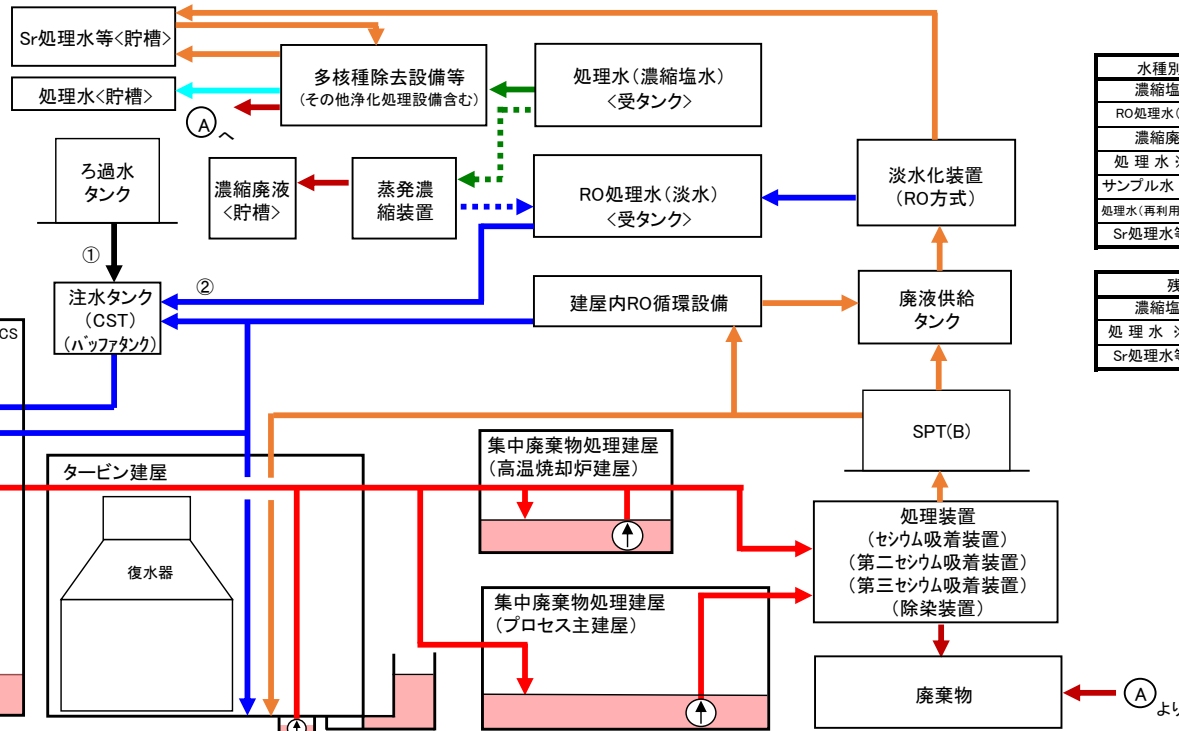 Sr処理水等<貯槽>
処理水<貯槽>
多核種除去設備等
(その他浄化処理設備含む)
Ⓐへ
処理水(濃縮塩水)
<受タンク>
ろ過水
タンク
濃縮廃液
<貯槽>
蒸発濃
縮装置
RO処理水(淡水)
<受タンク>
淡水化装置
(RO方式)
①
②
注水タンク
(CST)
(バッファタンク)
建屋内RO循環設備
廃液供給
タンク
CS
SPT(B)
タービン建屋
復水器
集中廃棄物処理建屋
(高温焼却炉建屋)
集中廃棄物処理建屋
(プロセス主建屋)
処理装置
(セシウム吸着装置)
(第二セシウム吸着装置)
(第三セシウム吸着装置)
(除染装置)
廃棄物
Ⓐより
水種別
濃縮塩
RO処理水(
濃縮廃
処理水※
サンプル水
処理水(再利用
Sr処理水等
残
濃縮塩
処理水※
Sr処理水等